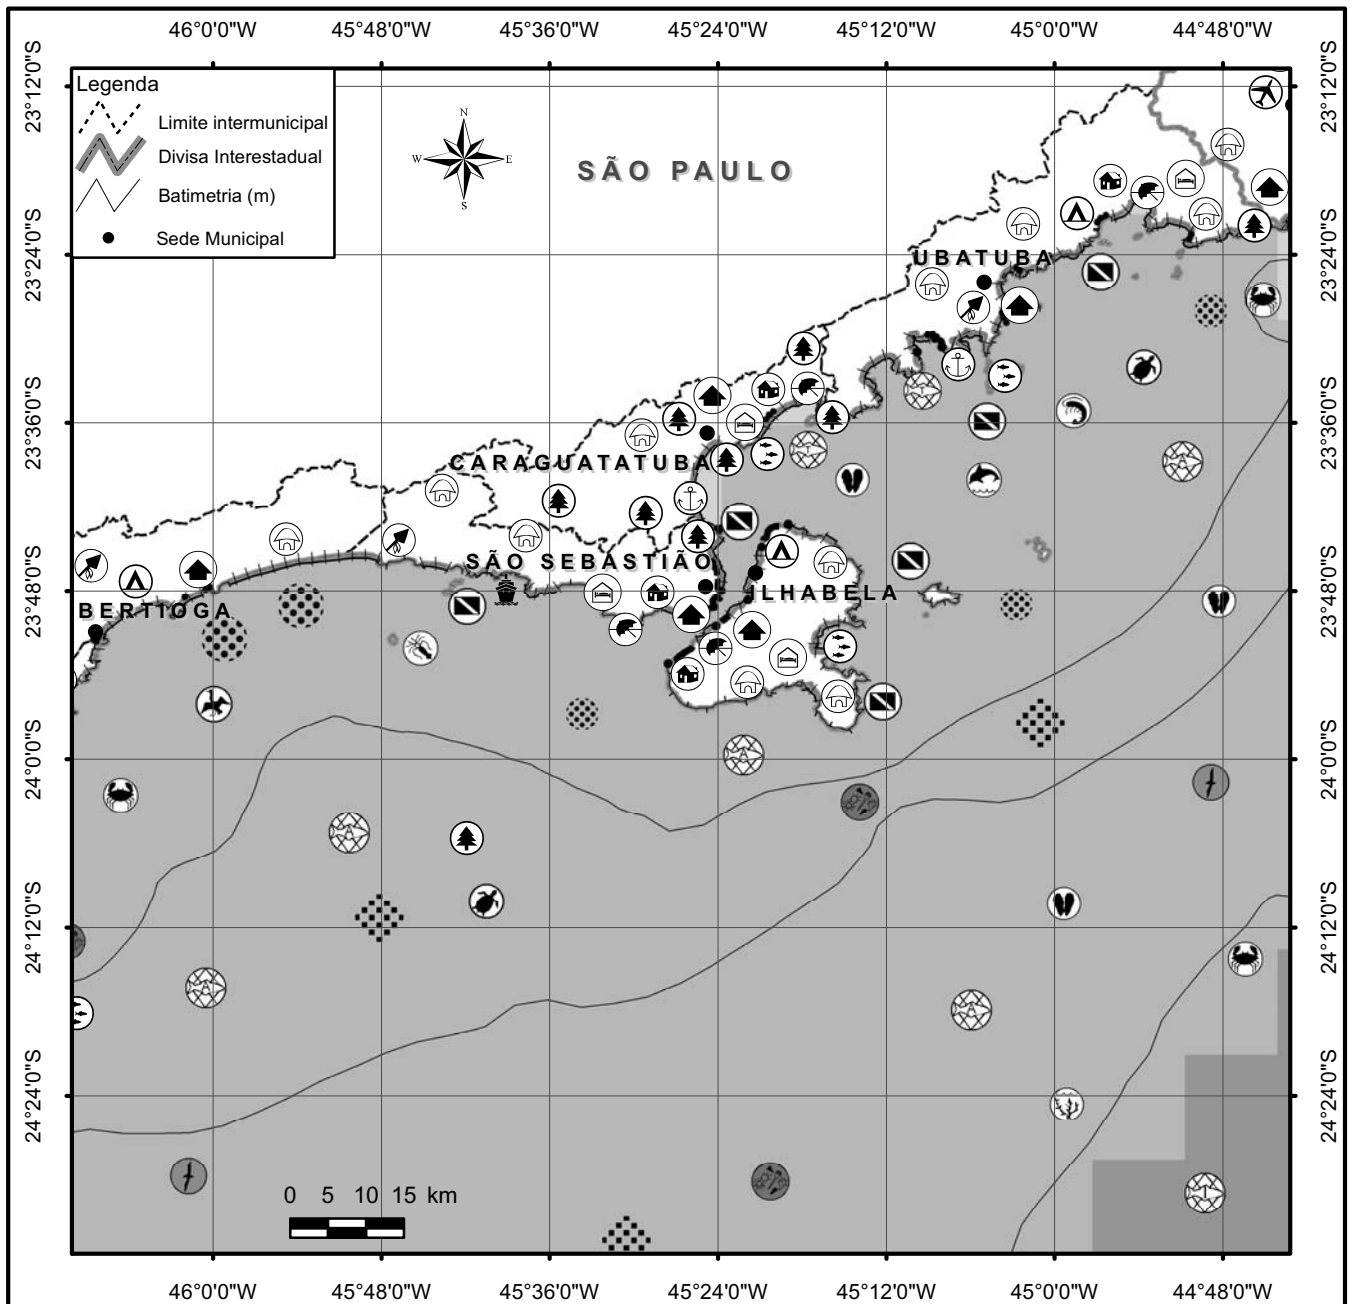 46°0'0"W 45°48'0"W 45°36'0"W 45°24'0"W 45°12'0"W 45°0'0"W 44°48'0"W
23°12'0"S 23°12'0"S
Legenda
Limite intermunicipal
Divisa Interestadual
Batimetria (m)
Sede Municipal
N
W E
S
SÃO PAULO
23°24'0"S 23°24'0"S
UBATUBA
23°36'0"S 23°36'0"S
CARAGUATATUBA
SÃO SEBASTIÃO
23°48'0"S 23°48'0"S
ILHABELA
BERTIOGA
24°0'0"S 24°0'0"S
24°12'0"S 24°12'0"S
24°24'0"S 24°24'0"S
0 5 10 15 km
46°0'0"W 45°48'0"W 45°36'0"W 45°24'0"W 45°12'0"W 45°0'0"W 44°48'0"W